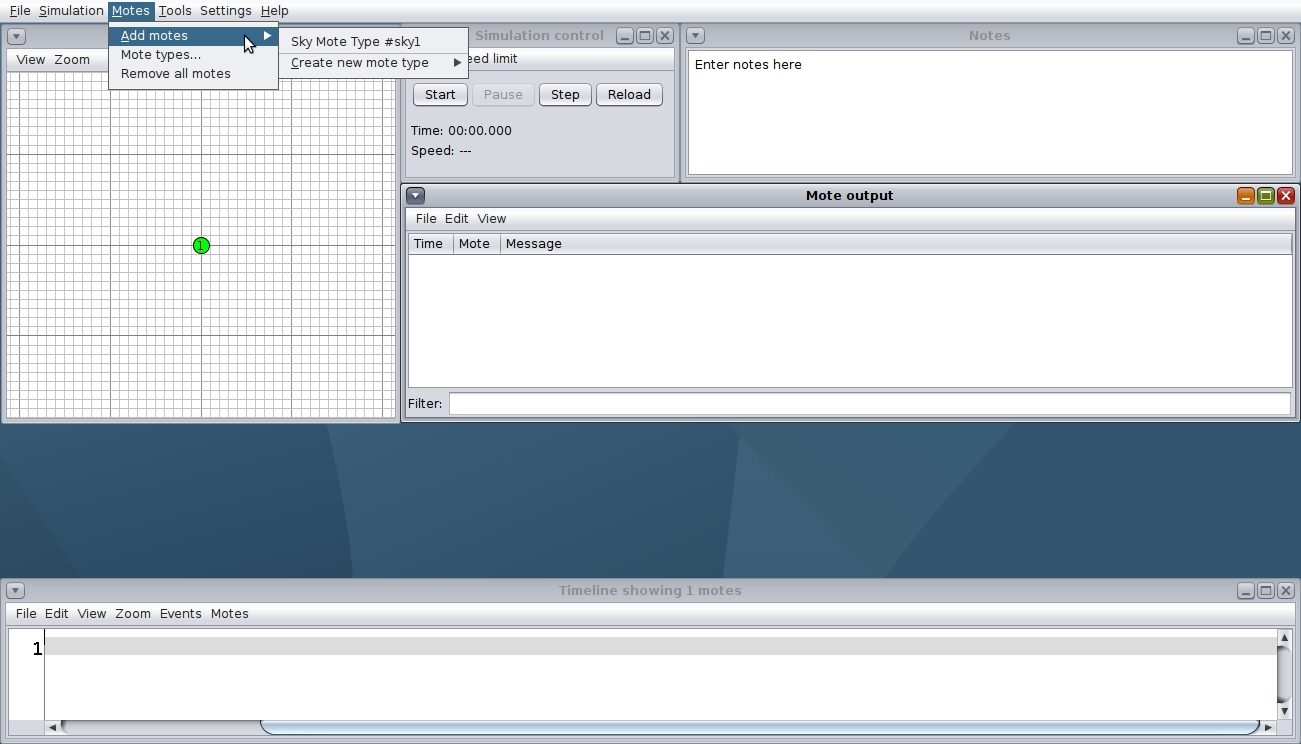 File Simulation Motes Tools Settings Help
Add motes
Mote types...
Remove all motes
Sky Mote Type #sky1
Create new mote type
View Zoom
1
Simulation control
eed limit
Start Pause Step Reload
Time: 00:00.000
Speed: ---
Notes
Enter notes here
Mote output
File Edit View
Time Mote Message
Filter:
Timeline showing 1 motes
File Edit View Zoom Events Motes
1